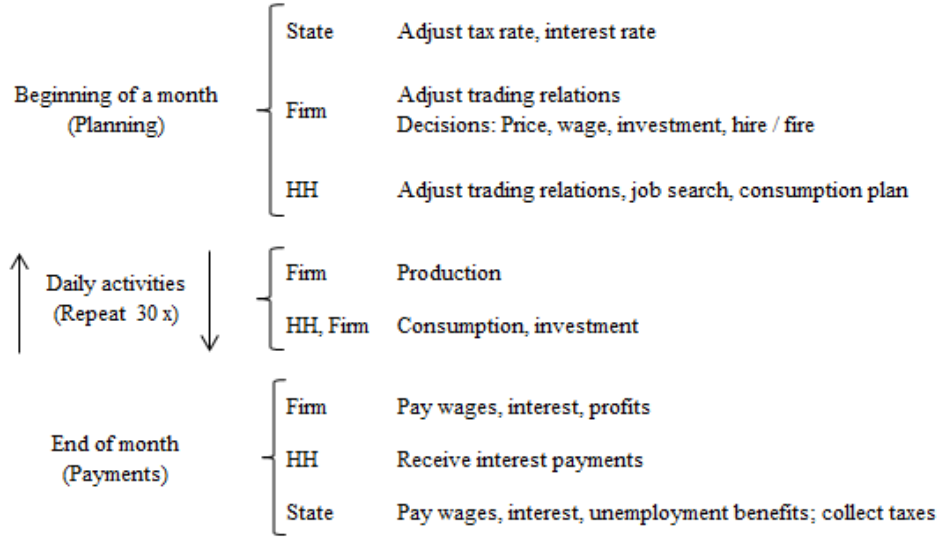 State Adjust tax rate, interest rate
Beginning of a month
(Planning)
Firm Adjust trading relations
Decisions: Price, wage, investment, hire / fire
HH Adjust trading relations, job search, consumption plan
Daily activities
(Repeat 30 x)
Firm Production
HH, Firm Consumption, investment
End of month
(Payments)
Firm Pay wages, interest, profits
HH Receive interest payments
State Pay wages, interest, unemployment benefits; collect taxes